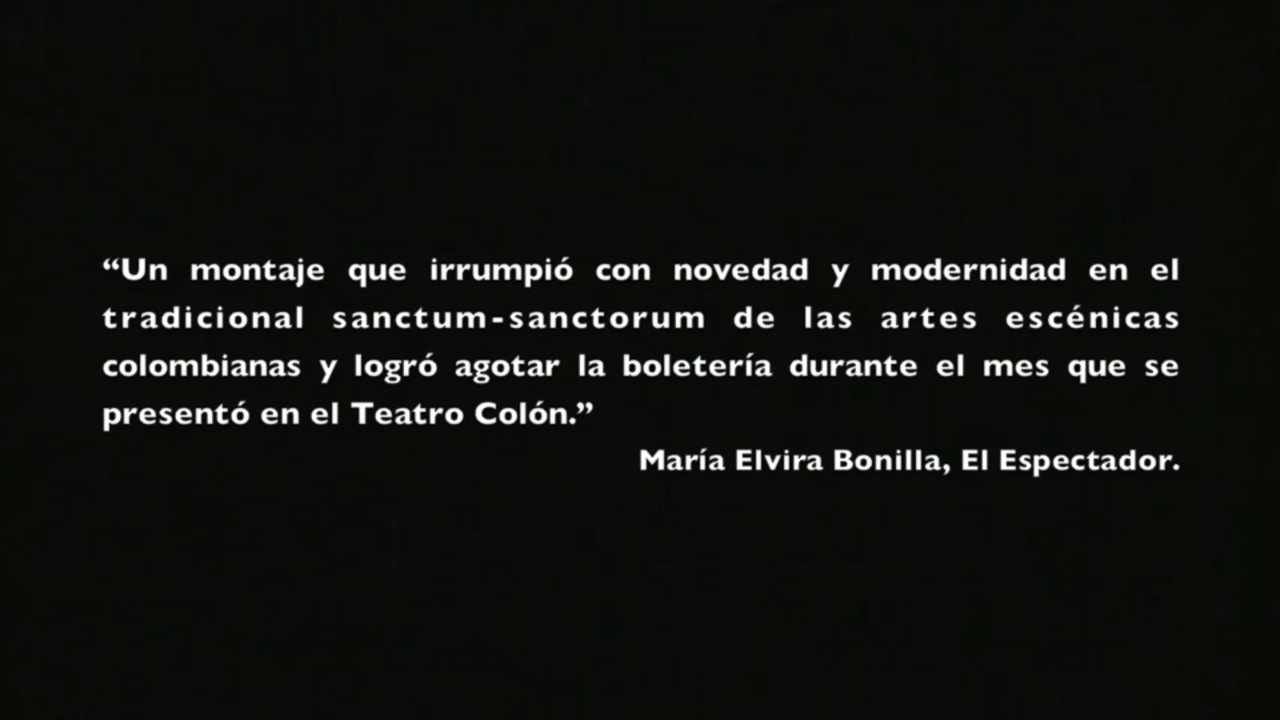 “Un montaje que irrumpió con novedad y modernidad en el
tradicional sanctum-sanctorum de las artes escénicas
colombianas y logró agotar la boletería durante el mes que se
presentó en el Teatro Colón.”
María Elvira Bonilla, El Espectador.